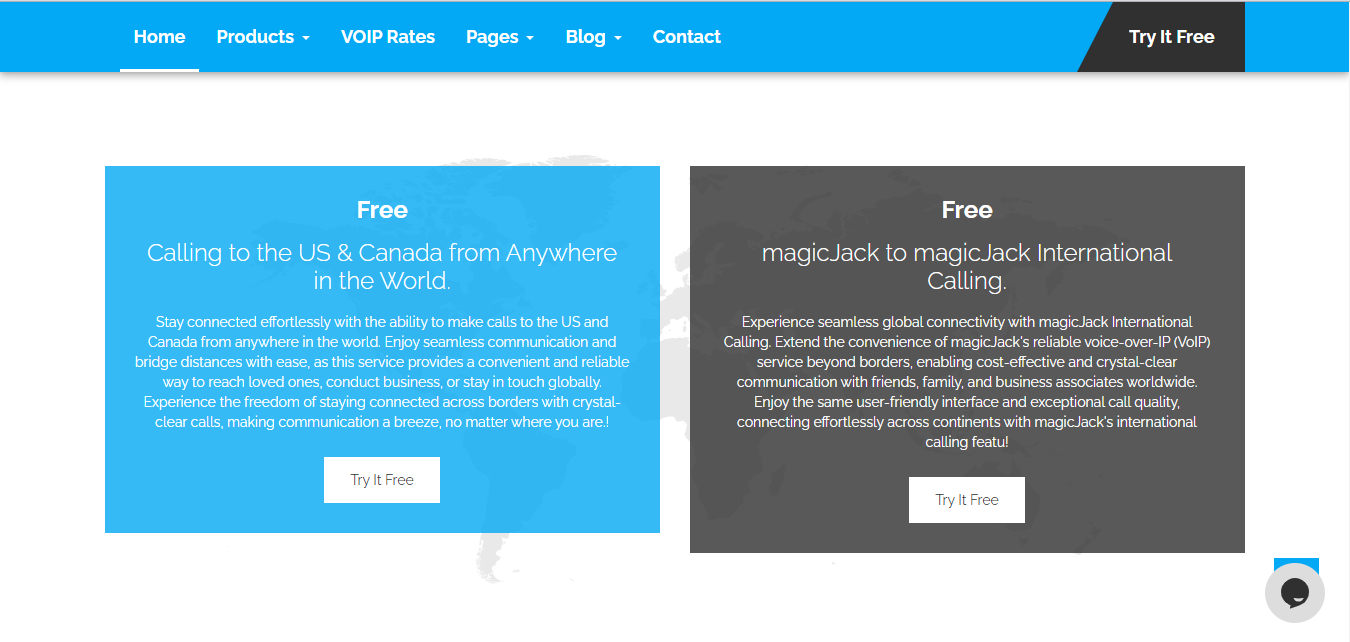 Home Products VOIP Rates Pages Blog Contact Try It Free
Free
Calling to the US & Canada from Anywhere
in the World.
Stay connected effortlessly with the ability to make calls to the US and
Canada from anywhere in the world. Enjoy seamless communication and
bridge distances with ease, as this service provides a convenient and reliable
way to reach loved ones, conduct business, or stay in touch globally.
Experience the freedom of staying connected across borders with crystal-
clear calls, making communication a breeze, no matter where you are.!
Try It Free
Free
magicJack to magicJack International
Calling.
Experience seamless global connectivity with magicJack International
Calling. Extend the convenience of magicJack's reliable voice-over-IP (VoIP)
service beyond borders, enabling cost-effective and crystal-clear
communication with friends, family, and business associates worldwide.
Enjoy the same user-friendly interface and exceptional call quality,
connecting effortlessly across continents with magicJack's international
calling featu!
Try It Free